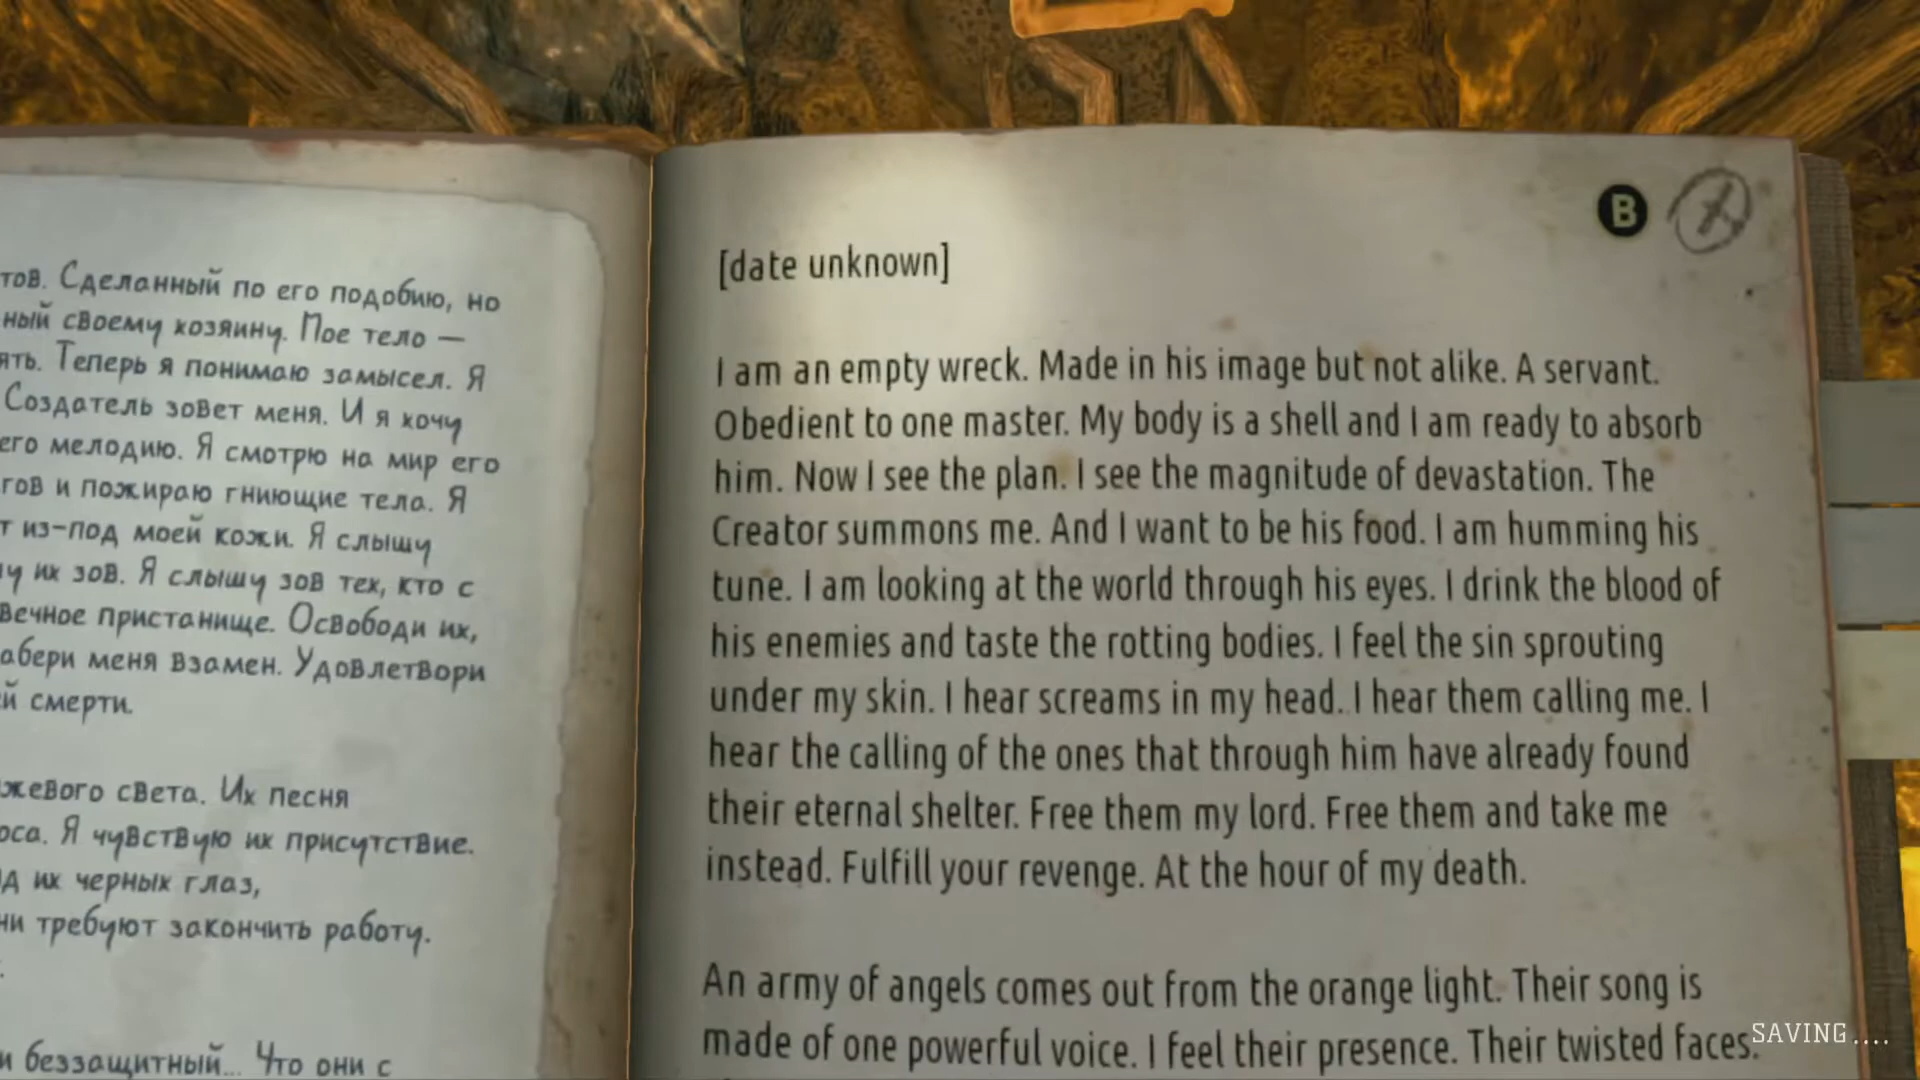 тов. Сделанный по его подобию, но
ный своему хозяину. Пое тело —
ять. Теперь я понимаю замысел. Я
Создатель зовет меня. И я хочу
его мелодию. Я смотрю на мир его
гов и пожираю гниющие тела. Я
т из-под моей кожи. Я слышу
у их зов. Я слышу зов тех, кто с
вечное пристанище. Освободи их,
абери меня взамен. Удовлетвори
й смерти.
жевого света. Их песня
оса. Я чувствую их присутствие.
д их черных глаз,
ни требуют закончить работу.
и беззащитный... Что они с
B
[date unknown]
I am an empty wreck. Made in his image but not alike. A servant.
Obedient to one master. My body is a shell and I am ready to absorb
him. Now I see the plan. I see the magnitude of devastation. The
Creator summons me. And I want to be his food. I am humming his
tune. I am looking at the world through his eyes. I drink the blood of
his enemies and taste the rotting bodies. I feel the sin sprouting
under my skin. I hear screams in my head. I hear them calling me. I
hear the calling of the ones that through him have already found
their eternal shelter. Free them my lord. Free them and take me
instead. Fulfill your revenge. At the hour of my death.
An army of angels comes out from the orange light. Their song is
made of one powerful voice. I feel their presence. Their twisted faces.
SAVING....